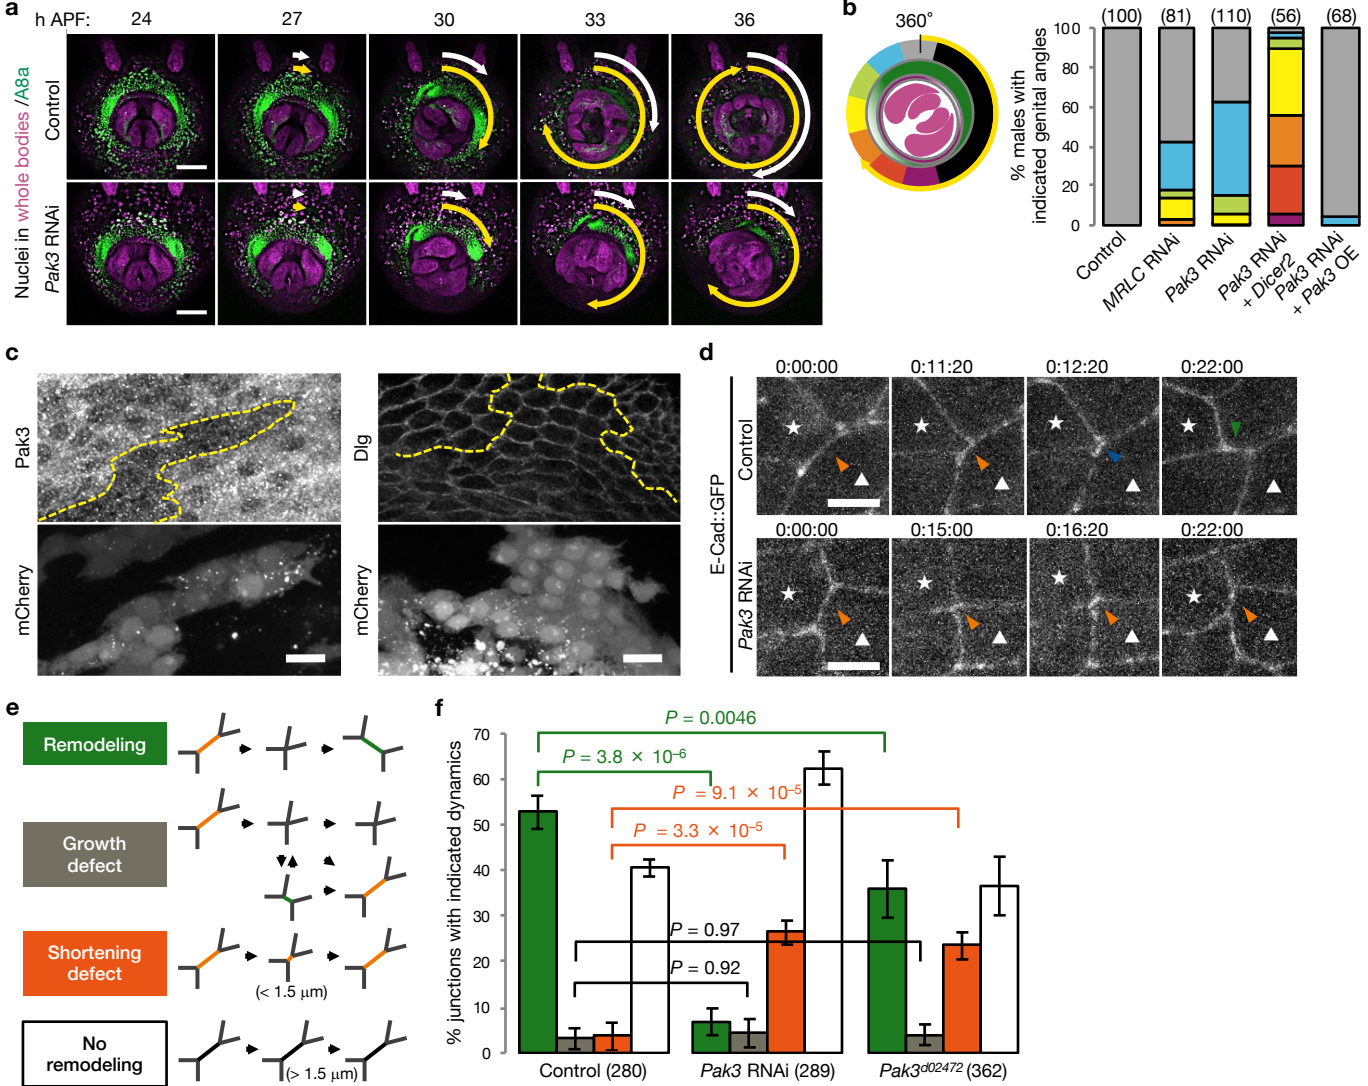 a
h APF: 24 27 30 33 36
Nuclei in whole bodies /A8a
Control
Pak3 RNAi
b
360°
% males with indicated genital angles
100
80
60
40
20
0
(100) (81) (110) (56) (68)
Control
MRLC RNAi
Pak3 RNAi
Pak3 RNAi + Dicer2
Pak3 RNAi + Pak3 OE
c
Pak3
mCherry
Dlg
mCherry
d
E-Cad::GFP
Control
0:00:00 0:11:20 0:12:20 0:22:00
Pak3 RNAi
0:00:00 0:15:00 0:16:20 0:22:00
e
Remodeling
Growth
defect
Shortening
defect
(< 1.5 μm)
No
remodeling
(> 1.5 μm)
f
% junctions with indicated dynamics
70
60
50
40
30
20
10
0
P = 0.0046
P = 3.8 × 10–6
P = 9.1 × 10–5
P = 3.3 × 10–5
P = 0.97
P = 0.92
Control (280)
Pak3 RNAi (289)
Pak3d02472 (362)